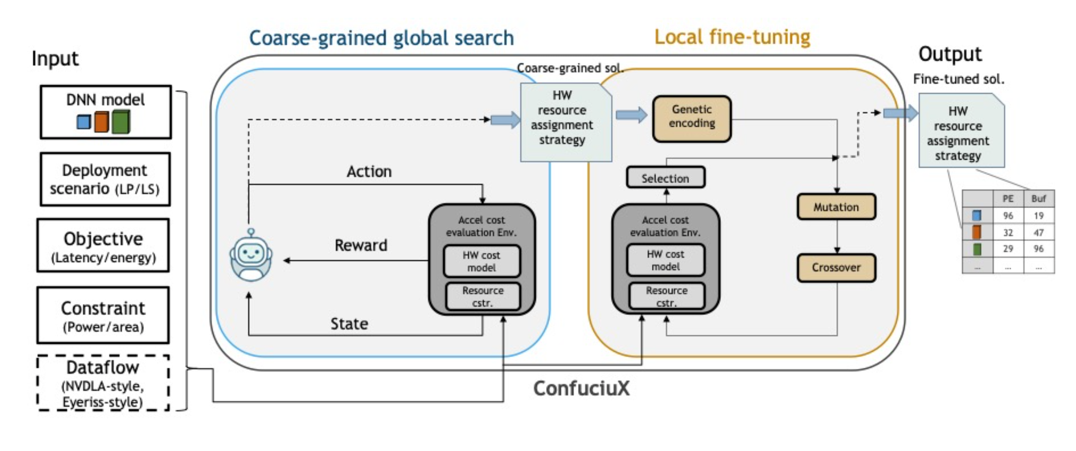 Coarse-grained global search
Local fine-tuning
Input
Output
Coarse-grained sol.
Fine-tuned sol.
DNN model
Deployment
scenario (LP/LS)
Objective
(Latency/energy)
Constraint
(Power/area)
Dataflow
(NVDLA-style,
Eyeriss-style)
Action
Reward
State
Accel cost
evaluation Env.
HW cost
model
Resource
cstr.
HW
resource
assignment
strategy
Genetic
encoding
Selection
Accel cost
evaluation Env.
HW cost
model
Resource
cstr.
Mutation
Crossover
HW
resource
assignment
strategy
PE Buf
96 19
32 47
29 96
... ... ...
ConfuciuX